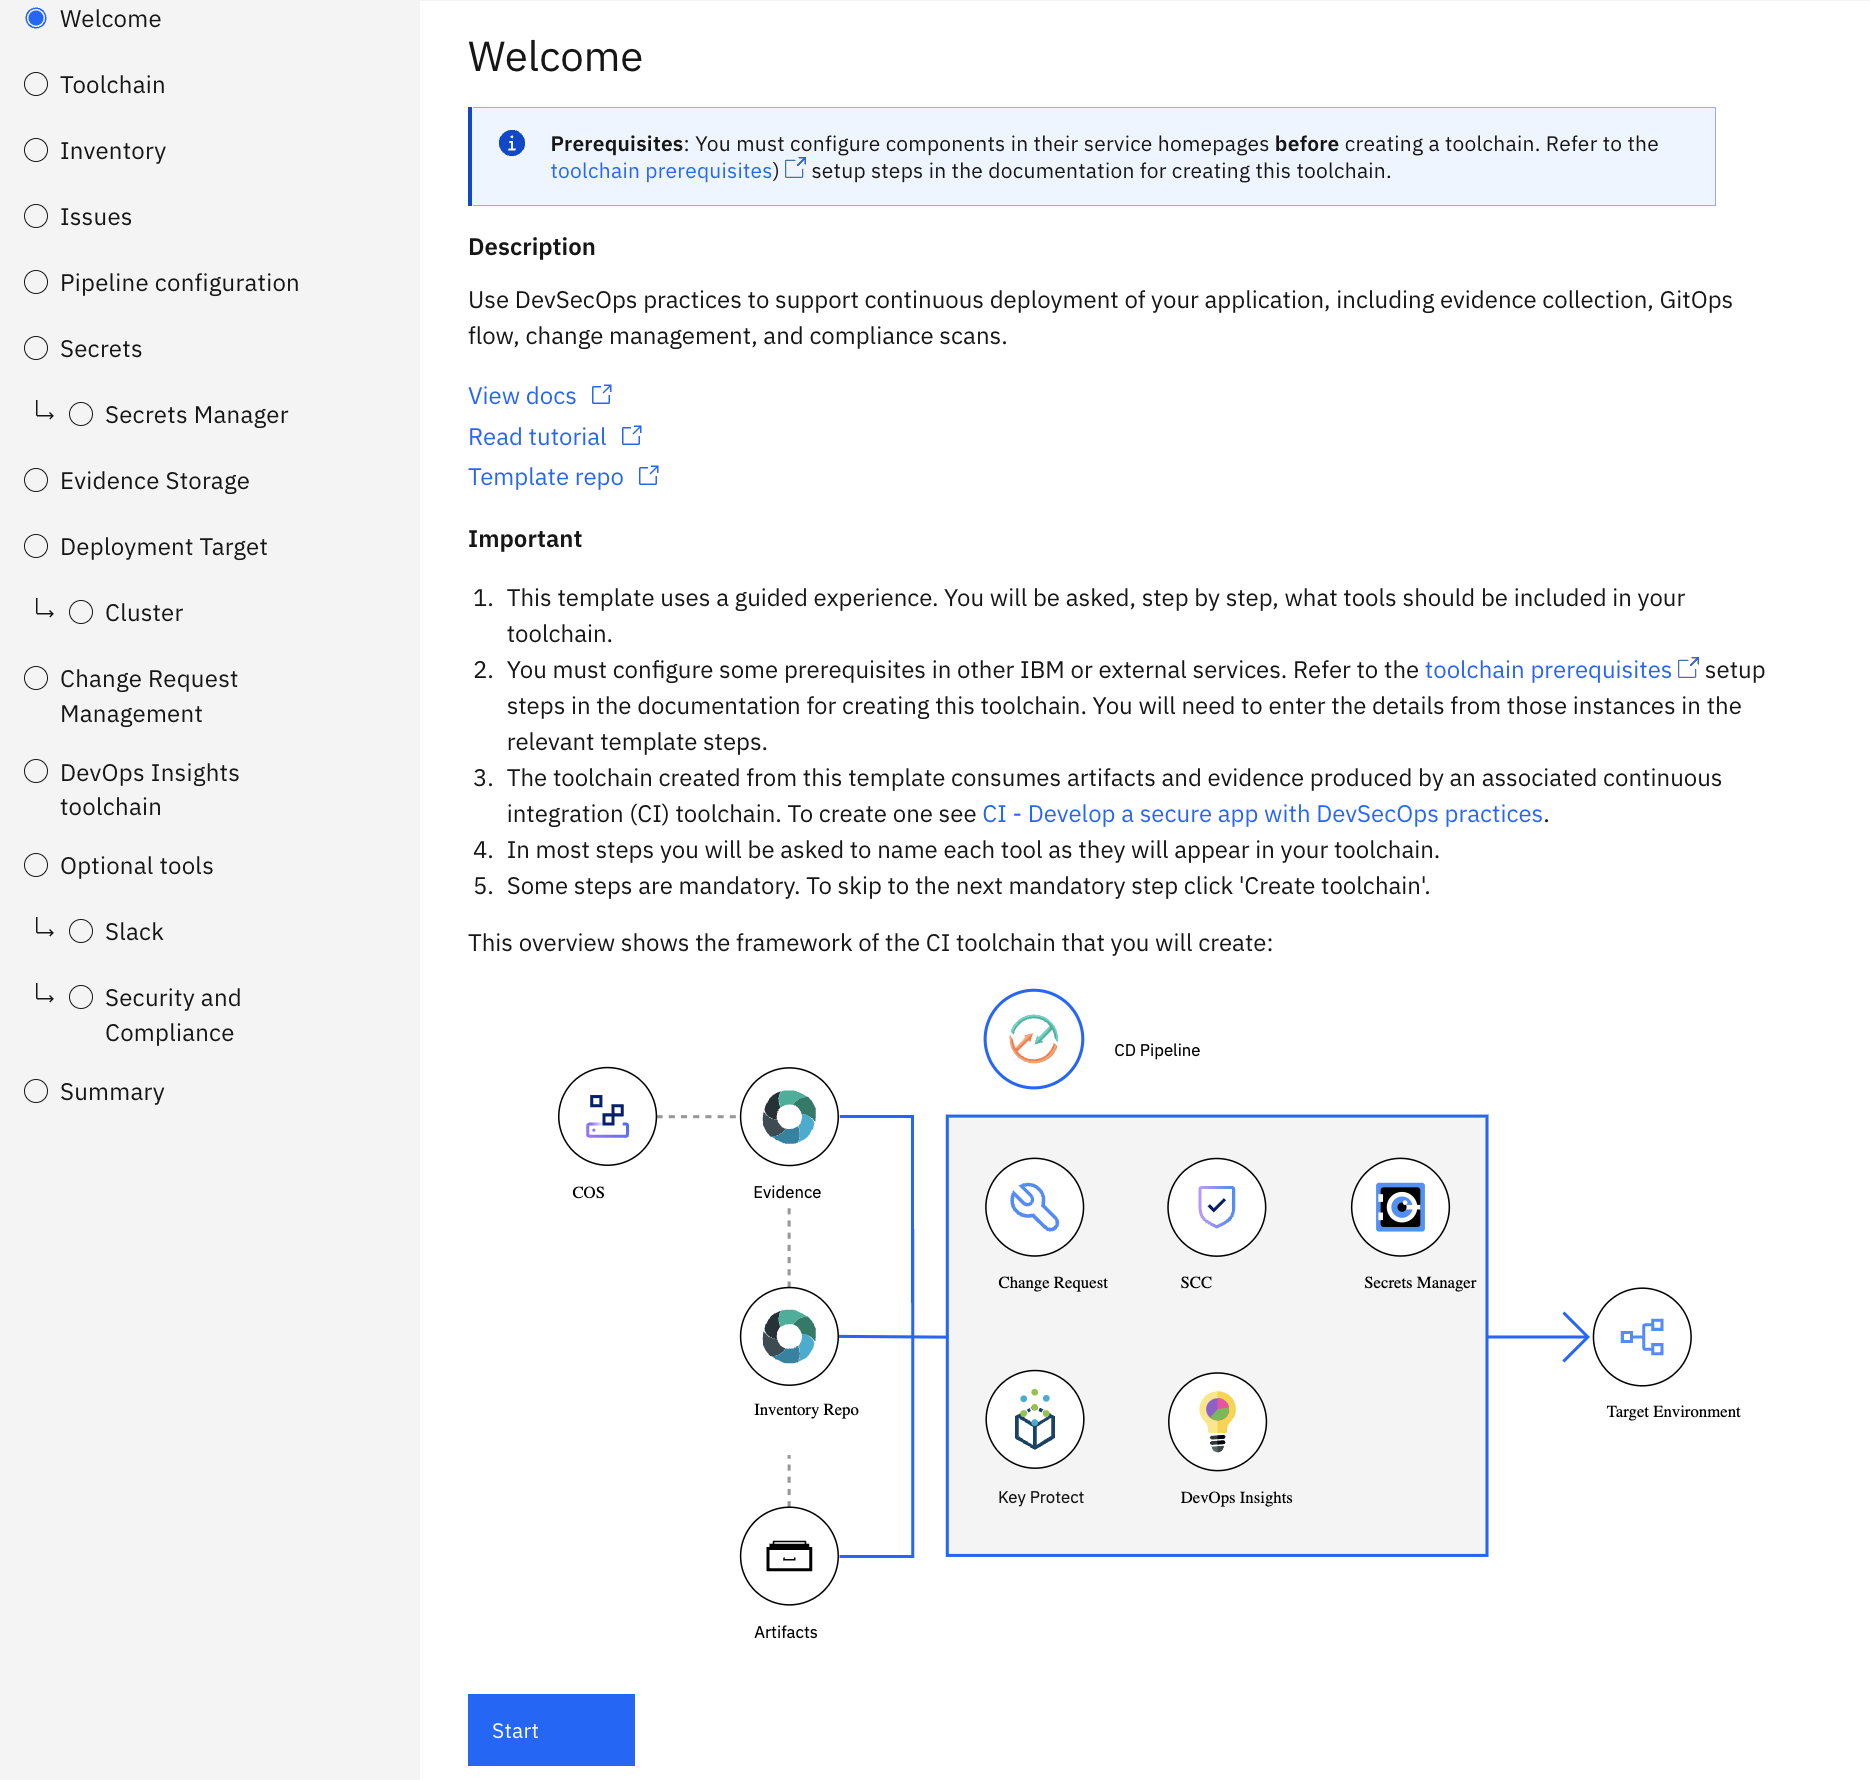 Welcome
Toolchain
Inventory
Issues
Pipeline configuration
Secrets
Secrets Manager
Evidence Storage
Deployment Target
Cluster
Change Request
Management
DevOps Insights
toolchain
Optional tools
Slack
Security and
Compliance
Summary
Welcome
Prerequisites: You must configure components in their service homepages before creating a toolchain. Refer to the
toolchain prerequisites) setup steps in the documentation for creating this toolchain.
Description
Use DevSecOps practices to support continuous deployment of your application, including evidence collection, GitOps
flow, change management, and compliance scans.
View docs
Read tutorial
Template repo
Important
1. This template uses a guided experience. You will be asked, step by step, what tools should be included in your
toolchain.
2. You must configure some prerequisites in other IBM or external services. Refer to the toolchain prerequisites setup
steps in the documentation for creating this toolchain. You will need to enter the details from those instances in the
relevant template steps.
3. The toolchain created from this template consumes artifacts and evidence produced by an associated continuous
integration (CI) toolchain. To create one see CI - Develop a secure app with DevSecOps practices.
4. In most steps you will be asked to name each tool as they will appear in your toolchain.
5. Some steps are mandatory. To skip to the next mandatory step click 'Create toolchain'.
This overview shows the framework of the CI toolchain that you will create:
CD Pipeline
COS
Evidence
Change Request
SCC
Secrets Manager
Inventory Repo
Target Environment
Key Protect
DevOps Insights
Artifacts
Start